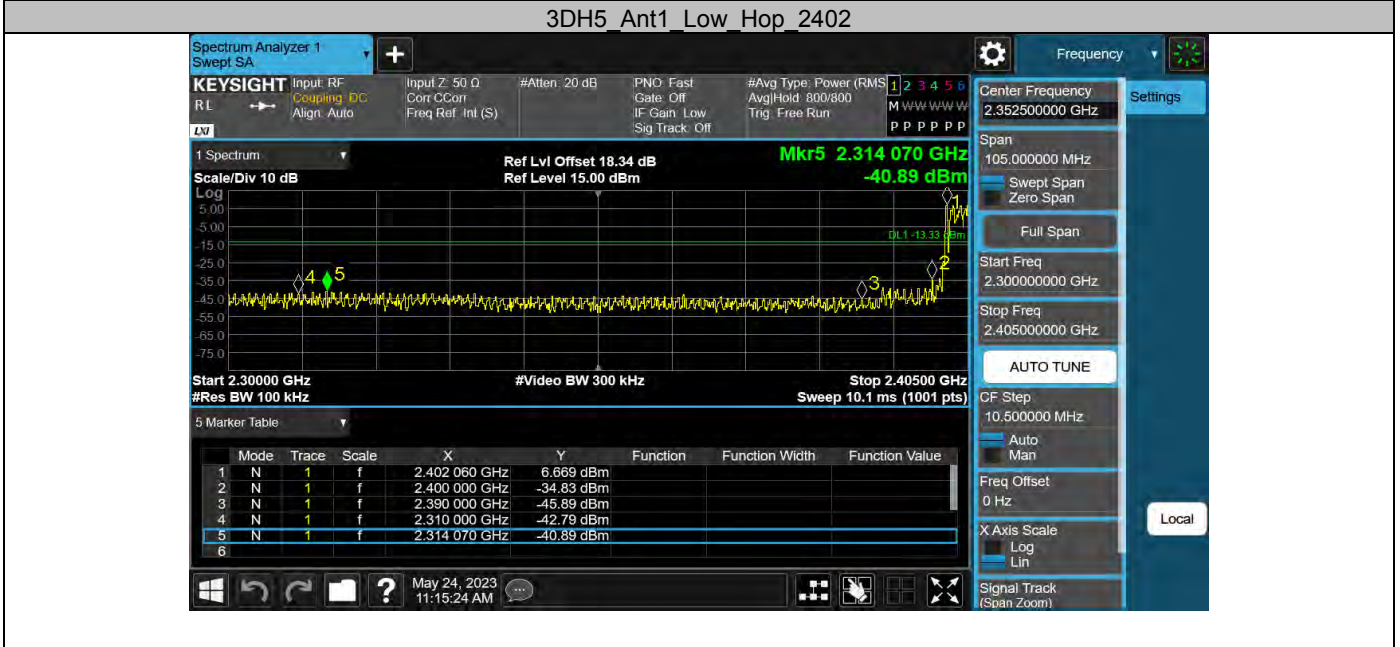 3DH5_Ant1_Low_Hop_2402
Spectrum Analyzer 1
Swept SA
+
Frequency
KEYSIGHT
RL
LXI
Input: RF
Coupling: DC
Align: Auto
Input Z: 50 Ω
Corr CCorr
Freq Ref: Int (S)
#Atten: 20 dB
PNO: Fast
Gate: Off
IF Gain: Low
Sig Track: Off
#Avg Type: Power (RMS
Avg|Hold: 800/800
Trig: Free Run
1 2 3 4 5 6
M W W W W W
P P P P P P
Center Frequency
2.352500000 GHz
Settings
Span
105.000000 MHz
Swept Span
Zero Span
Full Span
Start Freq
2.300000000 GHz
Stop Freq
2.405000000 GHz
AUTO TUNE
CF Step
10.500000 MHz
Auto
Man
Freq Offset
0 Hz
X Axis Scale
Log
Lin
Signal Track
(Span Zoom)
Local
1 Spectrum
Scale/Div 10 dB
Ref Lvl Offset 18.34 dB
Ref Level 15.00 dBm
Mkr5 2.314 070 GHz
-40.89 dBm
Log
5.00
-5.00
-15.0
-25.0
-35.0
-45.0
-55.0
-65.0
-75.0
DL1 -13.33 dBm
1
2
3
4
5
Start 2.30000 GHz
#Res BW 100 kHz
#Video BW 300 kHz
Stop 2.40500 GHz
Sweep 10.1 ms (1001 pts)
5 Marker Table
Mode Trace Scale X Y Function Function Width Function Value
1 N 1 f 2.402 060 GHz 6.669 dBm
2 N 1 f 2.400 000 GHz -34.83 dBm
3 N 1 f 2.390 000 GHz -45.89 dBm
4 N 1 f 2.310 000 GHz -42.79 dBm
5 N 1 f 2.314 070 GHz -40.89 dBm
6
?
May 24, 2023
11:15:24 AM